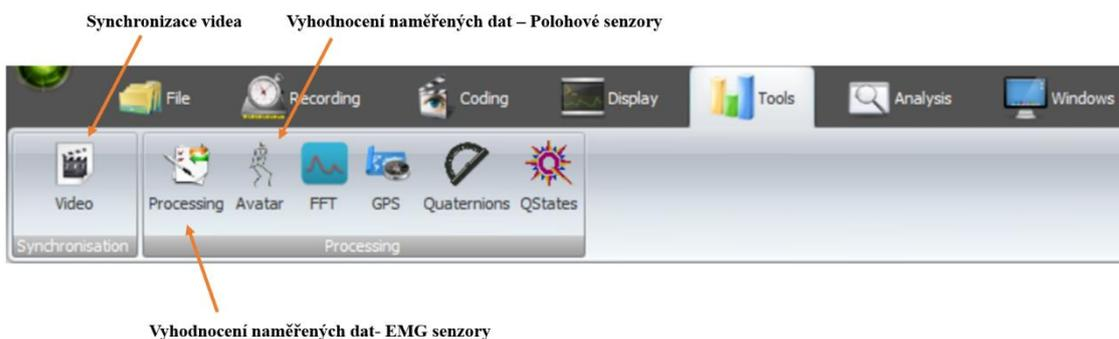 Synchronizace videa
Vyhodnocení naměřených dat – Polohové senzory
File
Recording
Coding
Display
Tools
Analysis
Windows
Video
Processing
Avatar
FFT
GPS
Quaternions
QStates
Synchronisation
Processing
Vyhodnocení naměřených dat- EMG senzory